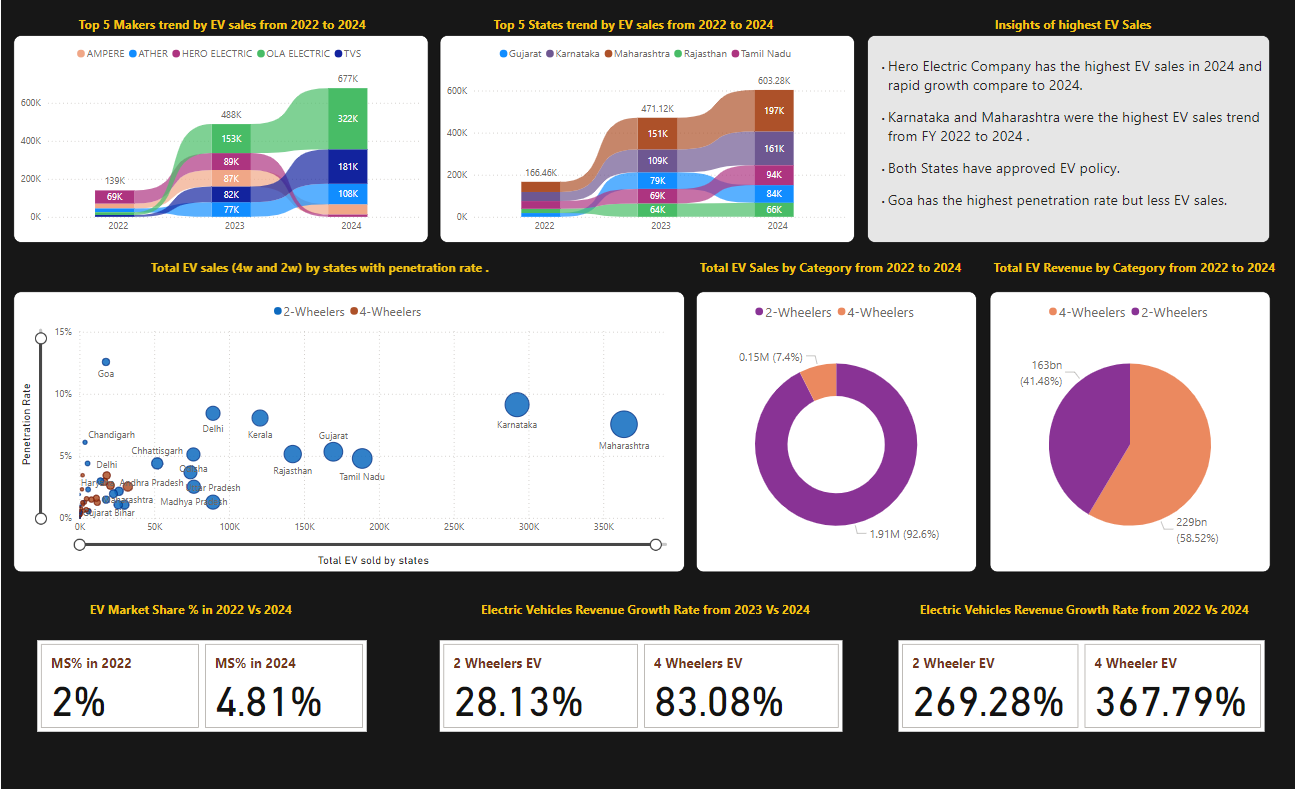 Top 5 Makers trend by EV sales from 2022 to 2024
AMPERE ATHER HERO ELECTRIC OLA ELECTRIC TVS
677K
600K
488K
322K
153K
400K
89K
181K
139K
200K
87K
69K
82K
108K
77K
0K
2022 2023 2024
Top 5 States trend by EV sales from 2022 to 2024
Gujarat Karnataka Maharashtra Rajasthan Tamil Nadu
603.28K
600K
471.12K
197K
400K
151K
161K
109K
166.46K
200K
79K
94K
69K
84K
64K
66K
0K
2022 2023 2024
Insights of highest EV Sales
· Hero Electric Company has the highest EV sales in 2024 and
rapid growth compare to 2024.
· Karnataka and Maharashtra were the highest EV sales trend
from FY 2022 to 2024 .
· Both States have approved EV policy.
· Goa has the highest penetration rate but less EV sales.
Total EV sales (4w and 2w) by states with penetration rate .
2-Wheelers 4-Wheelers
15%
10%
5%
0%
Penetration Rate
Goa
Delhi
Kerala
Karnataka
Maharashtra
Chandigarh
Gujarat
Chhattisgarh
Rajasthan
Tamil Nadu
Delhi
Odisha
Andhra Pradesh
Pradesh
Madhya Pradesh
Gujarat Bihar
0K 50K 100K 150K 200K 250K 300K 350K
Total EV sold by states
Total EV Sales by Category from 2022 to 2024
2-Wheelers 4-Wheelers
0.15M (7.4%)
1.91M (92.6%)
Total EV Revenue by Category from 2022 to 2024
4-Wheelers 2-Wheelers
163bn
(41.48%)
229bn
(58.52%)
EV Market Share % in 2022 Vs 2024
MS% in 2022
2%
MS% in 2024
4.81%
Electric Vehicles Revenue Growth Rate from 2023 Vs 2024
2 Wheelers EV
28.13%
4 Wheelers EV
83.08%
Electric Vehicles Revenue Growth Rate from 2022 Vs 2024
2 Wheeler EV
269.28%
4 Wheeler EV
367.79%